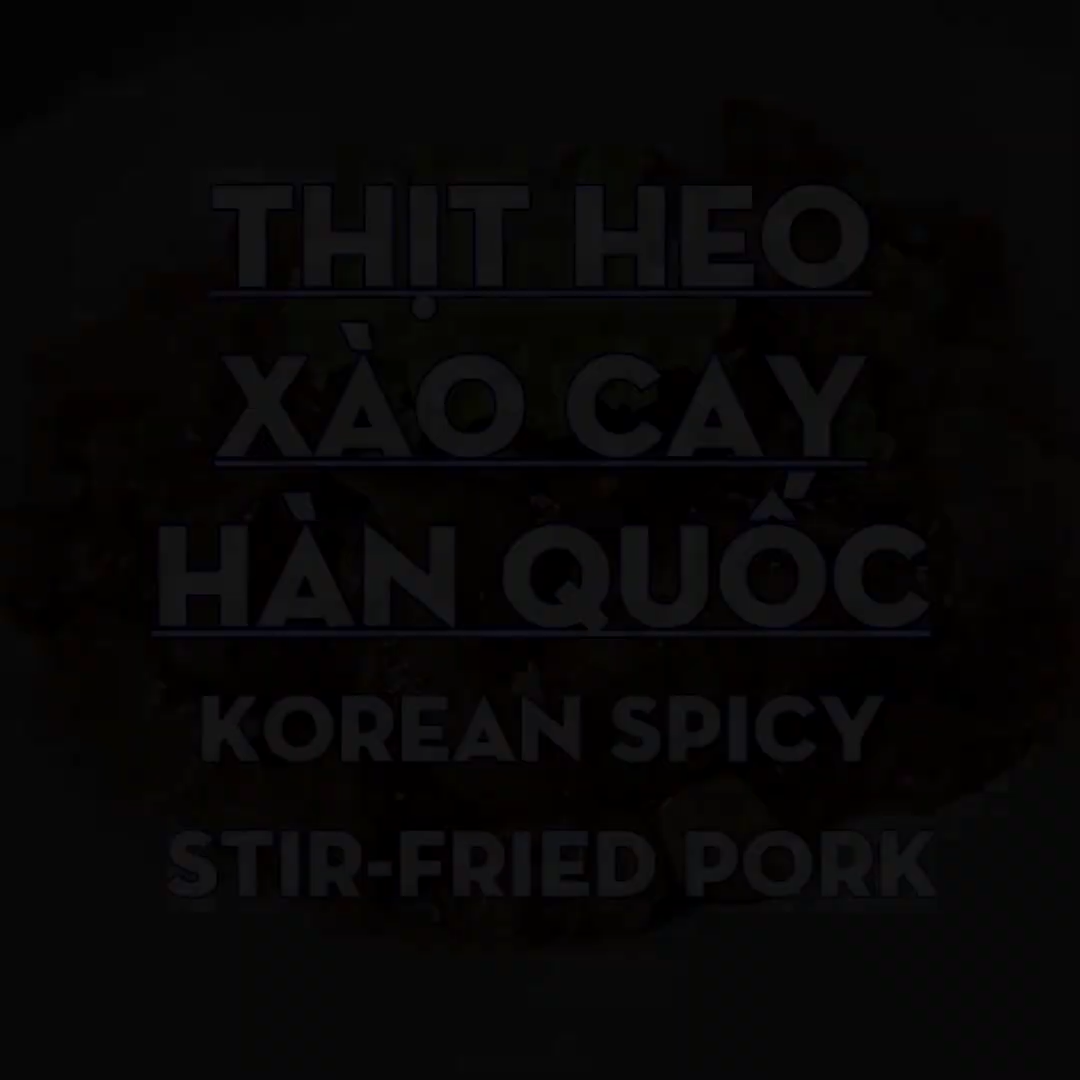 THỊT HEO
XÀO CAY
HÀN QUỐC
KOREAN SPICY
STIR-FRIED PORK